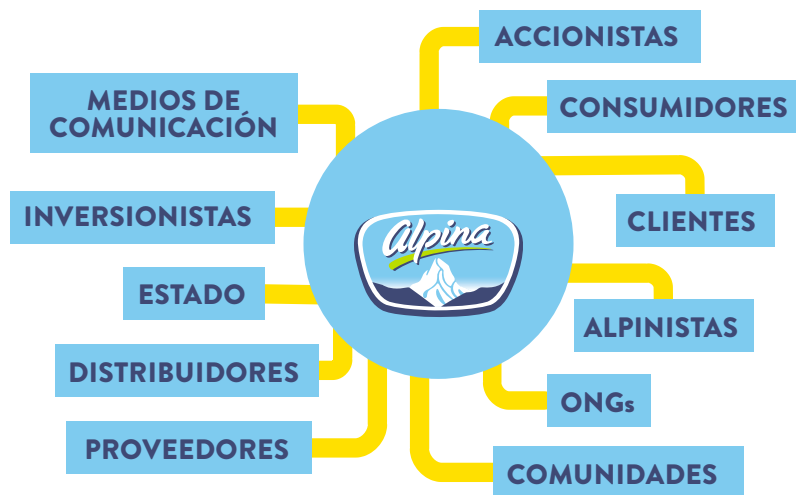 ACCIONISTAS
MEDIOS DE
COMUNICACIÓN
CONSUMIDORES
INVERSIONISTAS
CLIENTES
alpina
ESTADO
ALPINISTAS
DISTRIBUIDORES
ONGs
PROVEEDORES
COMUNIDADES